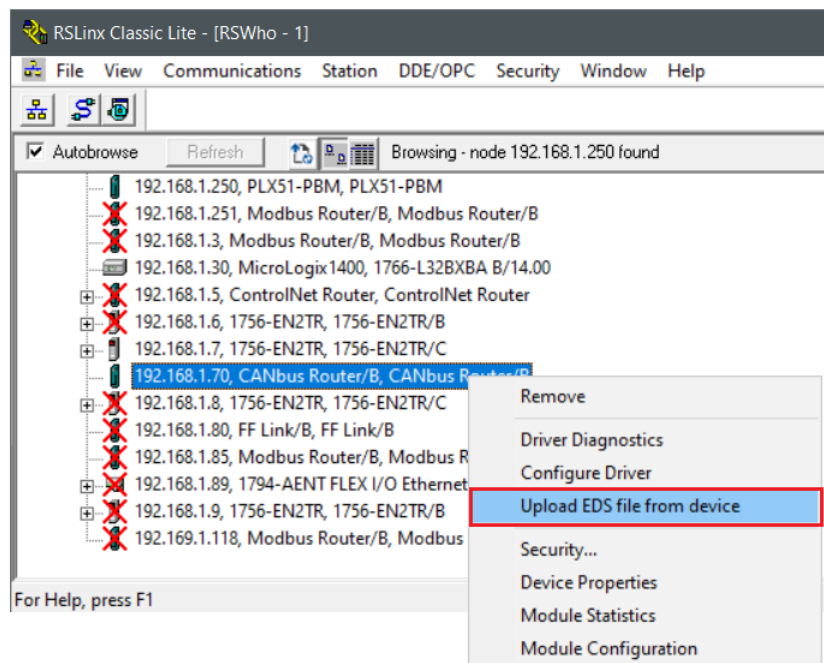 RSLinx Classic Lite - [RSWho - 1]
File View Communications Station DDE/OPC Security Window Help
Autobrowse Refresh Browsing - node 192.168.1.250 found
192.168.1.250, PLX51-PBM, PLX51-PBM
192.168.1.251, Modbus Router/B, Modbus Router/B
192.168.1.3, Modbus Router/B, Modbus Router/B
192.168.1.30, MicroLogix1400, 1766-L32BXBA B/14.00
192.168.1.5, ControlNet Router, ControlNet Router
192.168.1.6, 1756-EN2TR, 1756-EN2TR/B
192.168.1.7, 1756-EN2TR, 1756-EN2TR/C
192.168.1.70, CANbus Router/B, CANbus Router/B
192.168.1.8, 1756-EN2TR, 1756-EN2TR/C
192.168.1.80, FF Link/B, FF Link/B
192.168.1.85, Modbus Router/B, Modbus R
192.168.1.89, 1794-AENT FLEX I/O Ethernet
192.168.1.9, 1756-EN2TR, 1756-EN2TR/B
192.169.1.118, Modbus Router/B, Modbus
Remove
Driver Diagnostics
Configure Driver
Upload EDS file from device
Security...
Device Properties
Module Statistics
Module Configuration
For Help, press F1